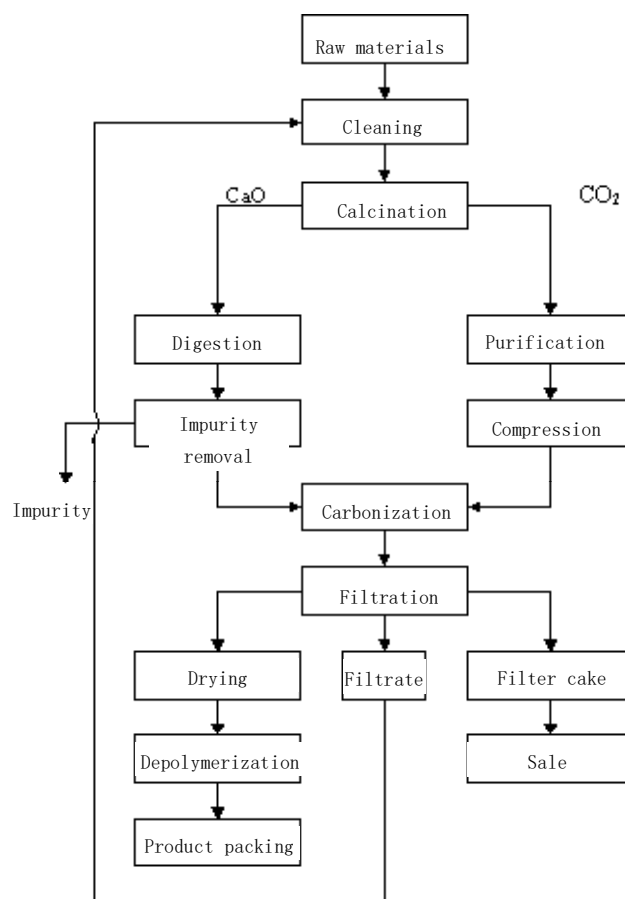 Raw materials
Cleaning
CaO
CO₂
Calcination
Digestion
Purification
Impurity
removal
Compression
Impurity
Carbonization
Filtration
Drying
Filtrate
Filter cake
Depolymerization
Sale
Product packing